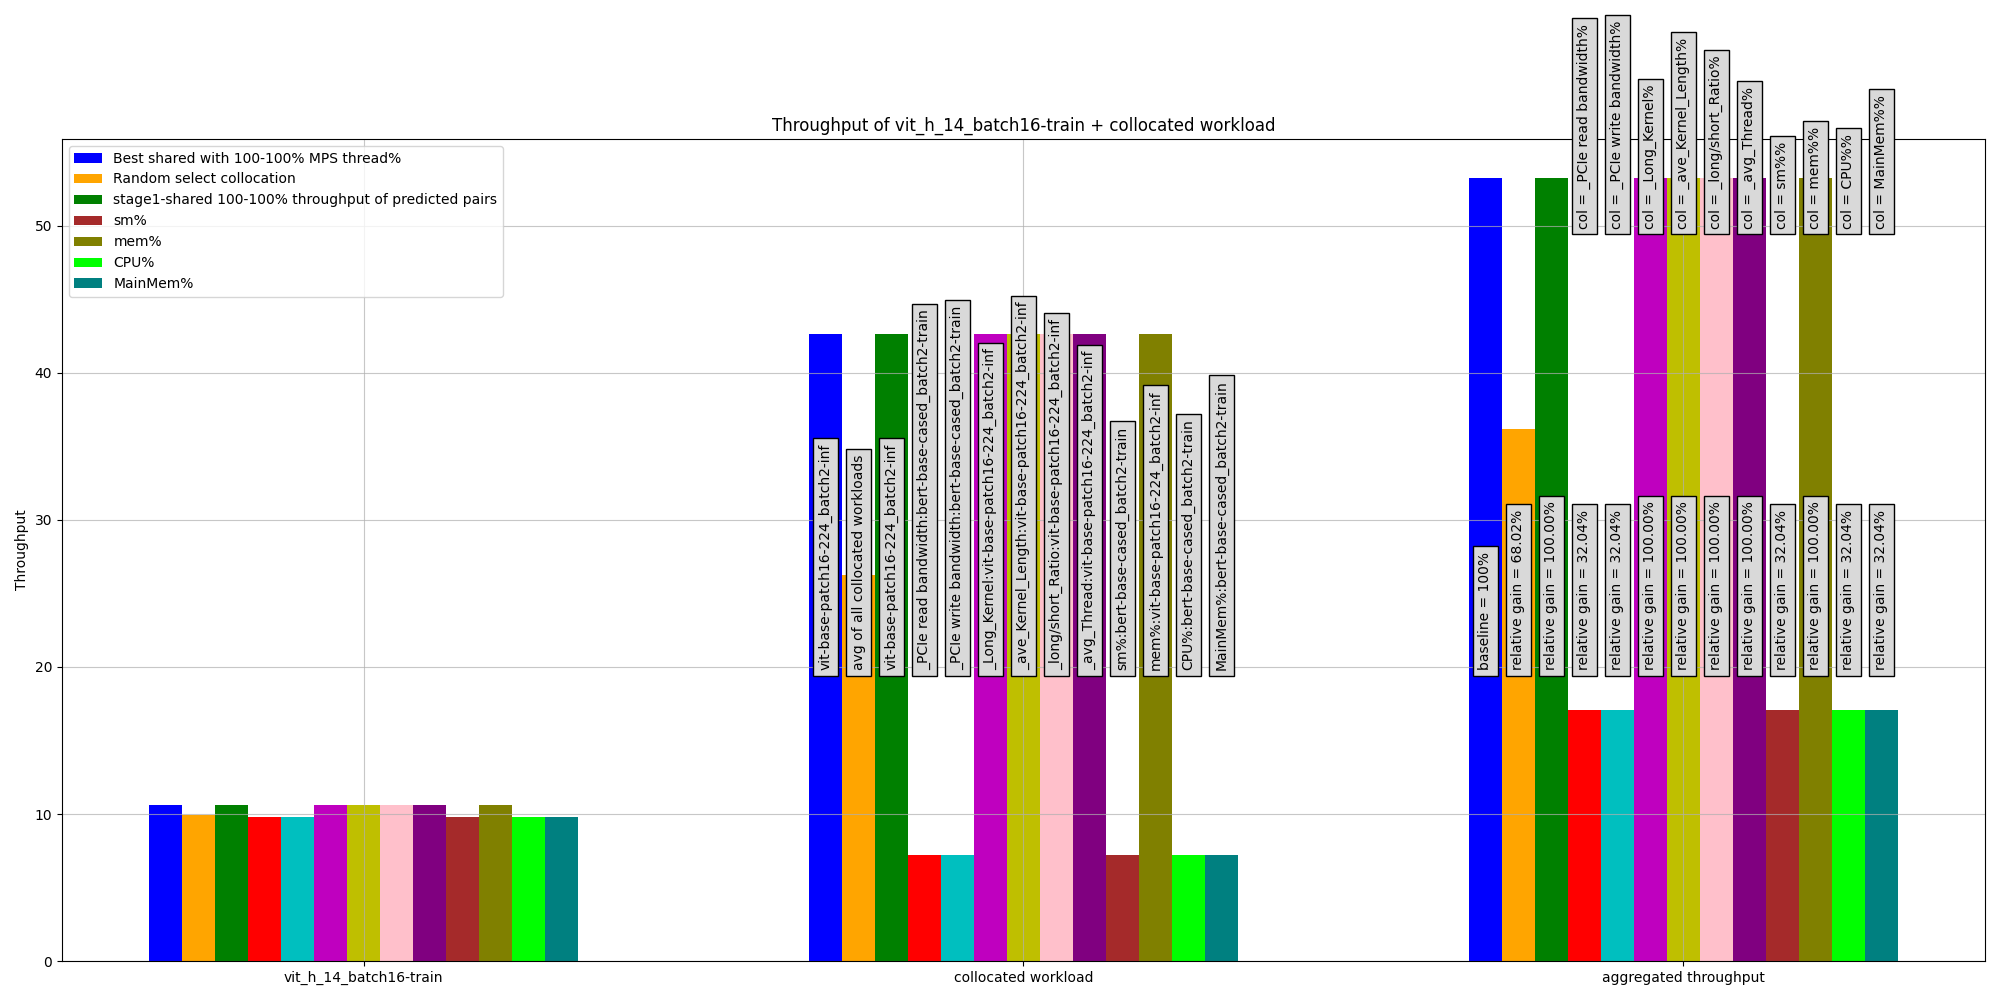 col = _PCIe read bandwidth%
col = _PCIe write bandwidth%
col = _Long_Kernel%
col = _ave_Kernel_Length%
col = _long/short_Ratio%
col = _avg_Thread%
col = sm%%
col = mem%%
col = CPU%%
col = MainMem%%
Throughput of vit_h_14_batch16-train + collocated workload
Best shared with 100-100% MPS thread%
Random select collocation
stage1-shared 100-100% throughput of predicted pairs
sm%
mem%
CPU%
MainMem%
Throughput
50
40
30
20
10
0
vit-base-patch16-224_batch2-inf
avg of all collocated workloads
vit-base-patch16-224_batch2-inf
_PCIe read bandwidth:bert-base-cased_batch2-train
_PCIe write bandwidth:bert-base-cased_batch2-train
_Long_Kernel:vit-base-patch16-224_batch2-inf
_ave_Kernel_Length:vit-base-patch16-224_batch2-inf
_long/short_Ratio:vit-base-patch16-224_batch2-inf
_avg_Thread:vit-base-patch16-224_batch2-inf
sm%:bert-base-cased_batch2-train
mem%:vit-base-patch16-224_batch2-inf
CPU%:bert-base-cased_batch2-train
MainMem%:bert-base-cased_batch2-train
baseline = 100%
relative gain = 68.02%
relative gain = 100.00%
relative gain = 32.04%
relative gain = 32.04%
relative gain = 100.00%
relative gain = 100.00%
relative gain = 100.00%
relative gain = 100.00%
relative gain = 32.04%
relative gain = 100.00%
relative gain = 32.04%
relative gain = 32.04%
vit_h_14_batch16-train
collocated workload
aggregated throughput